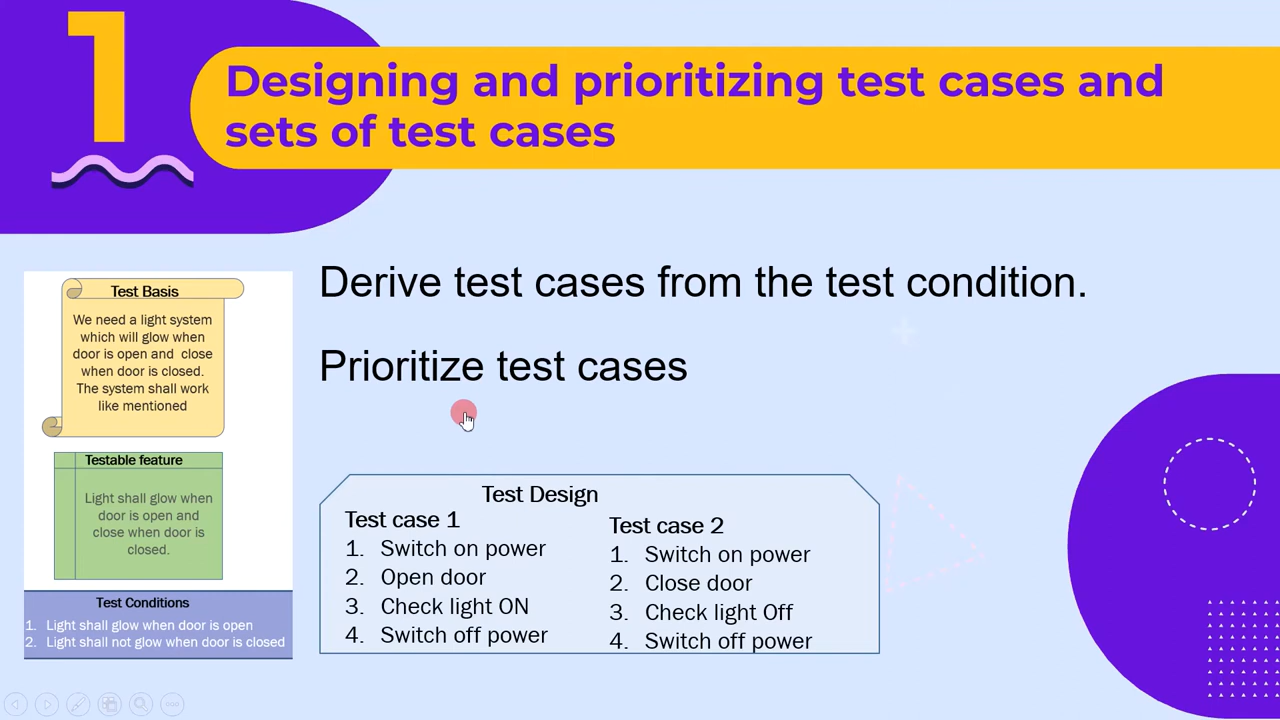 1
Designing and prioritizing test cases and
sets of test cases
Derive test cases from the test condition.
Prioritize test cases
Test Basis
We need a light system
which will glow when
door is open and close
when door is closed.
The system shall work
like mentioned
Testable feature
Light shall glow when
door is open and
close when door is
closed.
Test Conditions
1. Light shall glow when door is open
2. Light shall not glow when door is closed
Test Design
Test case 1
1. Switch on power
2. Open door
3. Check light ON
4. Switch off power
Test case 2
1. Switch on power
2. Close door
3. Check light Off
4. Switch off power